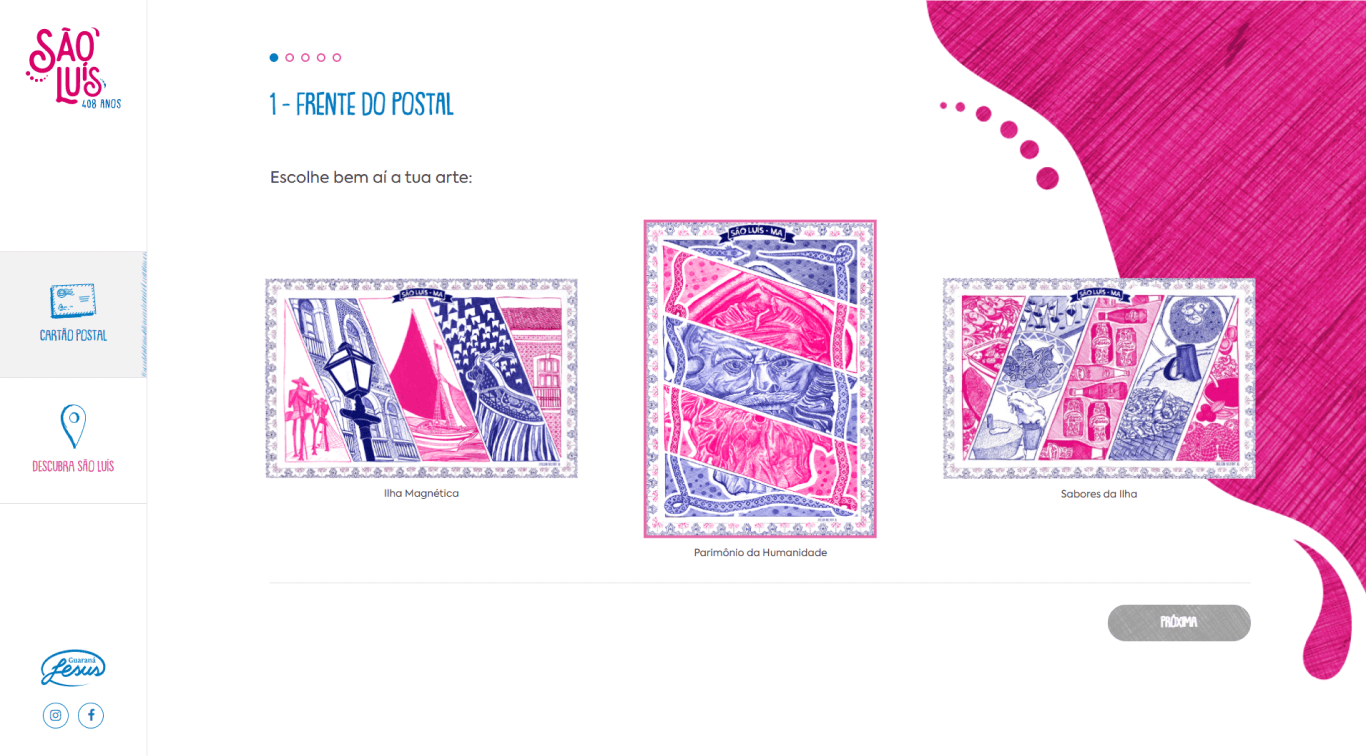 SÃO
LUÍS
408 ANOS
CARTÃO POSTAL
DESCUBRA SÃO LUÍS
Guaraná
Jesus
1 - FRENTE DO POSTAL
Escolhe bem aí a tua arte:
SÃO LUÍS - MA
Ilha Magnética
SÃO LUÍS - MA
Parimônio da Humanidade
SÃO LUÍS - MA
Sabores da Ilha
PRÓXIMA